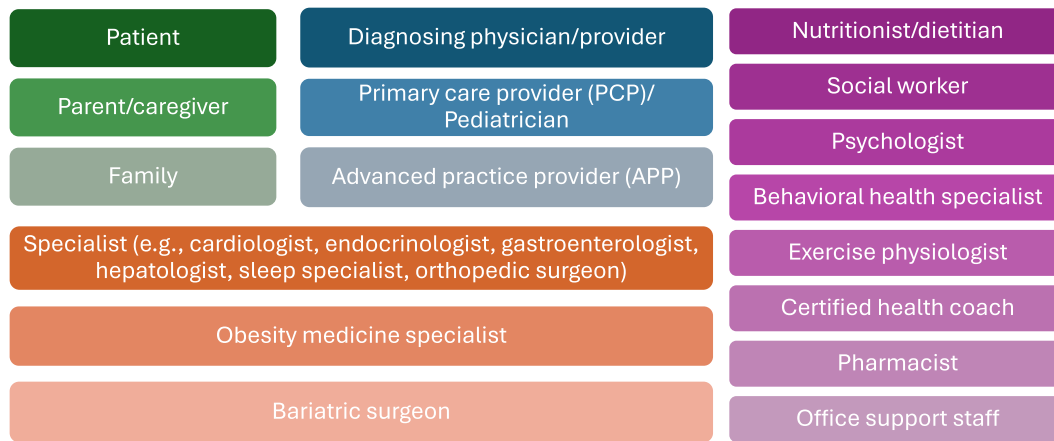 Patient
Parent/caregiver
Family
Diagnosing physician/provider
Primary care provider (PCP)/
Pediatrician
Advanced practice provider (APP)
Specialist (e.g., cardiologist, endocrinologist, gastroenterologist,
hepatologist, sleep specialist, orthopedic surgeon)
Obesity medicine specialist
Bariatric surgeon
Nutritionist/dietitian
Social worker
Psychologist
Behavioral health specialist
Exercise physiologist
Certified health coach
Pharmacist
Office support staff